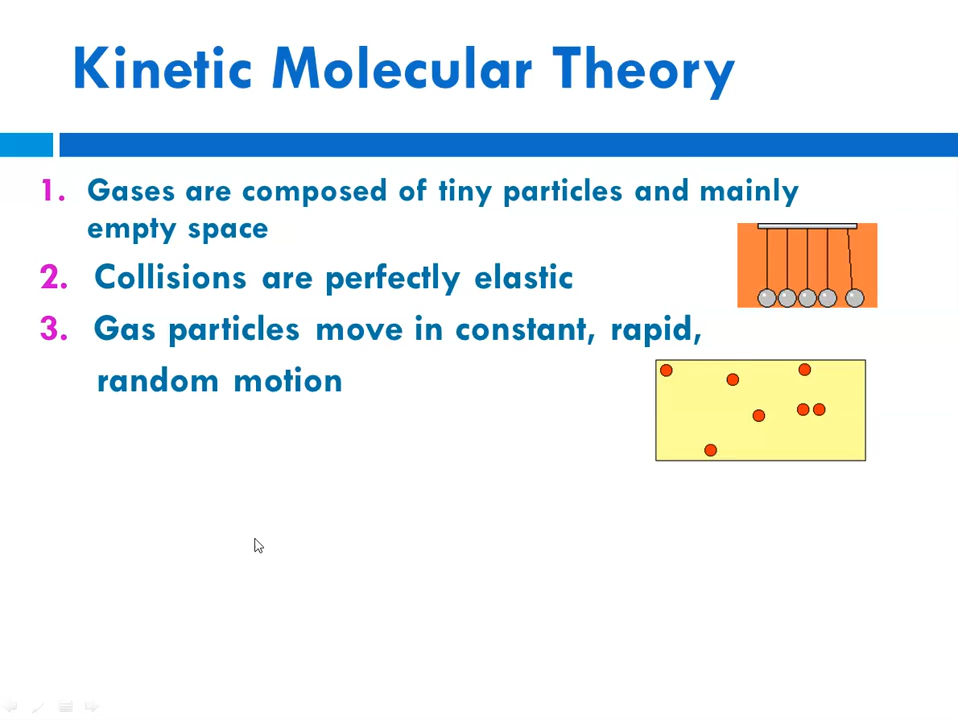 Kinetic Molecular Theory
1. Gases are composed of tiny particles and mainly
empty space
2. Collisions are perfectly elastic
3. Gas particles move in constant, rapid,
random motion